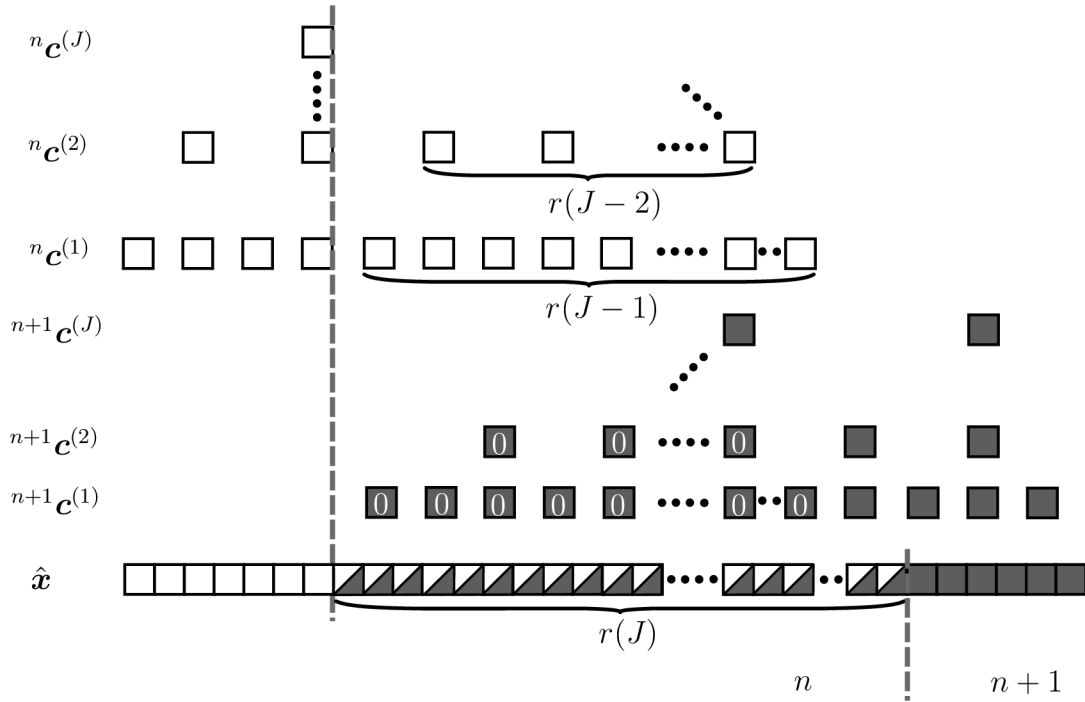 ⁿc⁽ᴶ⁾
ⁿc⁽²⁾
r(J − 2)
ⁿc⁽¹⁾
r(J − 1)
ⁿ⁺¹c⁽ᴶ⁾
ⁿ⁺¹c⁽²⁾ 0 0 0
ⁿ⁺¹c⁽¹⁾ 0 0 0 0 0 0 0
x̂
r(J)
n n + 1